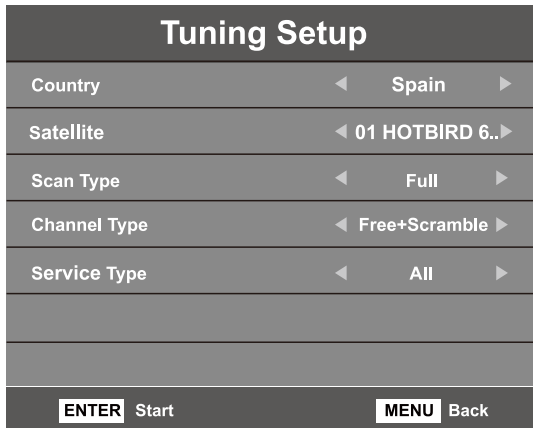 Tuning Setup
Country Spain
Satellite 01 HOTBIRD 6..
Scan Type Full
Channel Type Free+Scramble
Service Type All
ENTER Start MENU Back